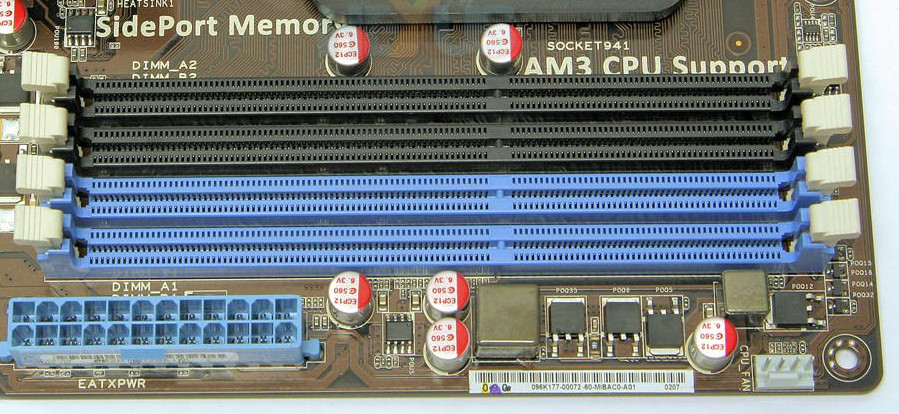 HEATSINK1
SidePort Memory
SOCKET941
AM3 CPU Support
DIMM_A2
DIMM_B2
560
6.3V
ECP12
560
6.3V
ECP12
DIMM_A1
560
6.3V
ECP12
560
6.3V
ECP12
560
6.3V
ECP12
560
6.3V
ECP12
PQ035
PQ06
PQ05
PQ012
PQ015
PQ016
PQ014
PQ032
CPU_FAN
EATXPWR
096K177-00072-60-MIBAC0-A01
0207